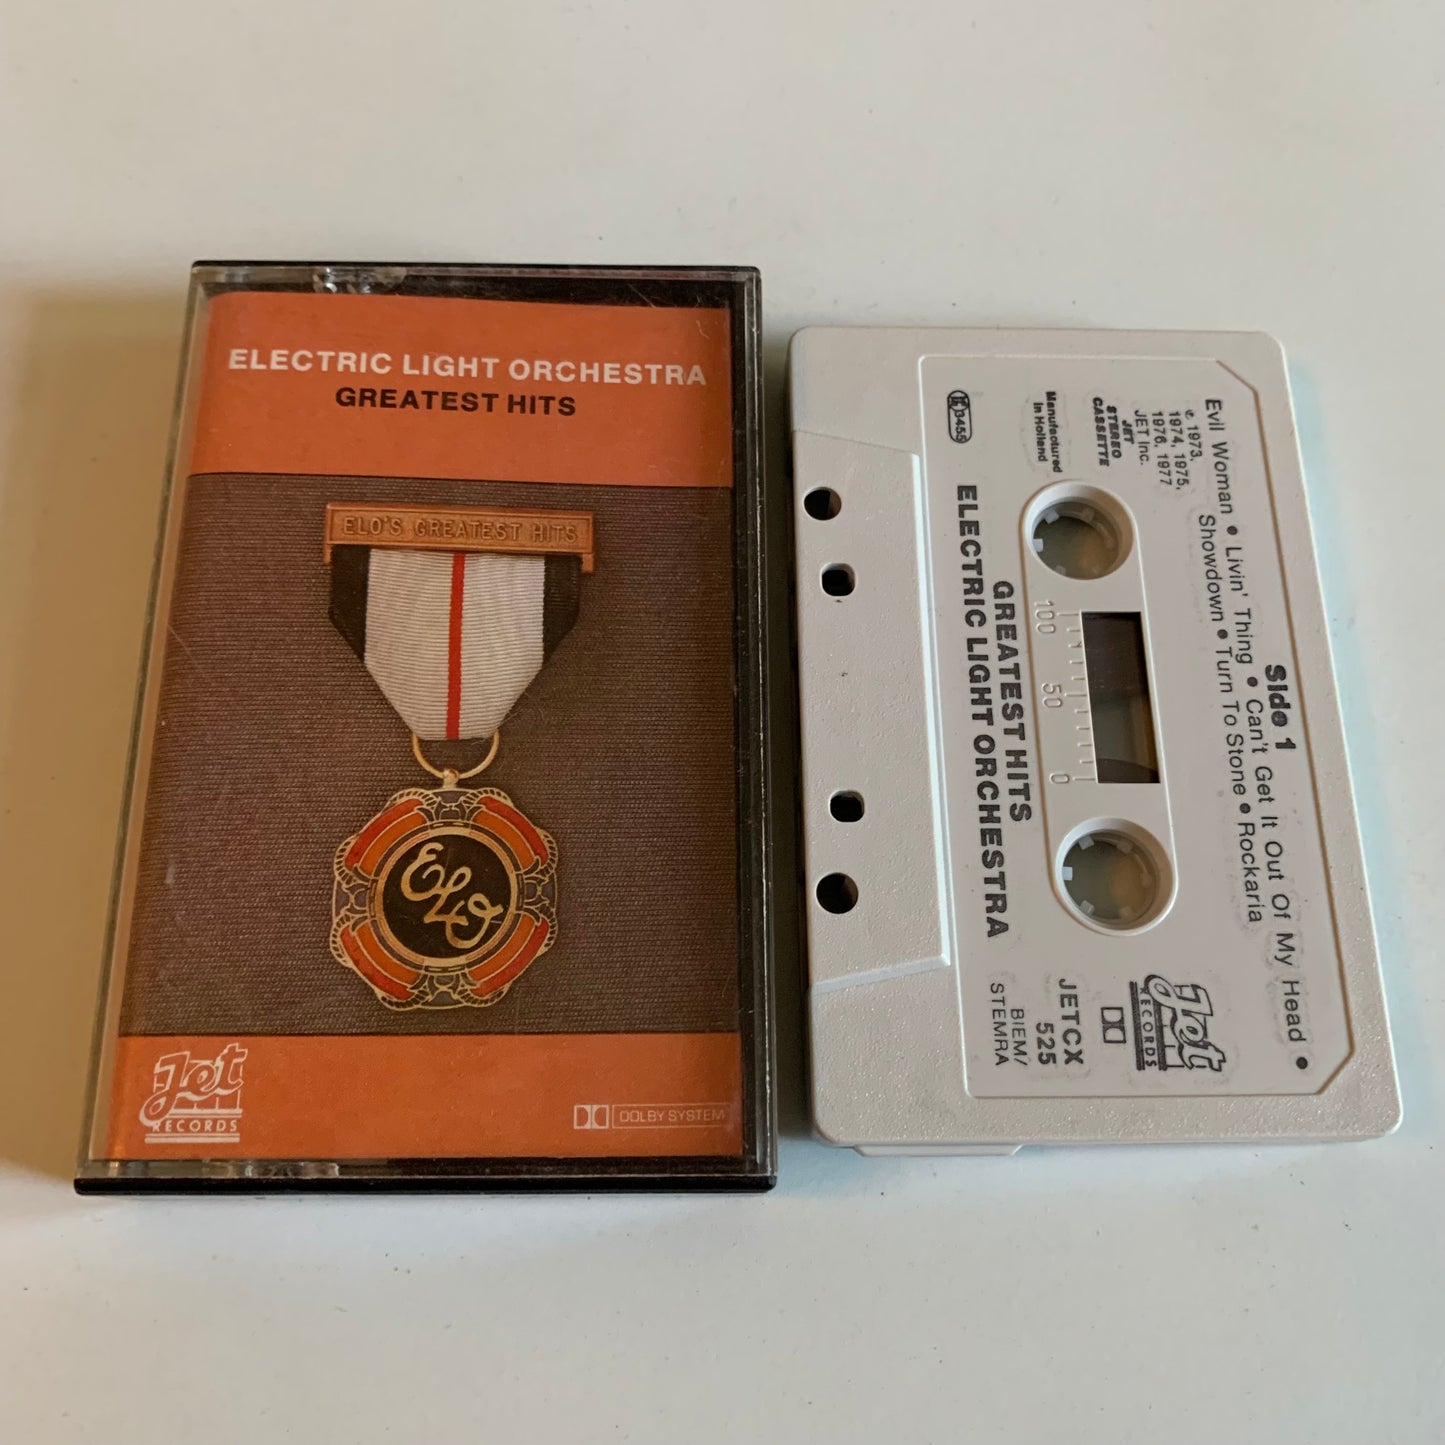 ELECTRIC LIGHT ORCHESTRA
GREATEST HITS
ELO'S GREATEST HITS
ELO
Jet
RECORDS
DOLBY SYSTEM
Side 1
Evil Woman • Livin' Thing • Can't Get It Out Of My Head •
Showdown • Turn To Stone • Rockaria
1973,
1974, 1975,
1976, 1977
JET Inc.
JET
STEREO
CASSETTE
Manufactured
in Holland
3455
100 50 0
Jet
RECORDS
JETCX
525
BIEM/
STEMRA
GREATEST HITS
ELECTRIC LIGHT ORCHESTRA